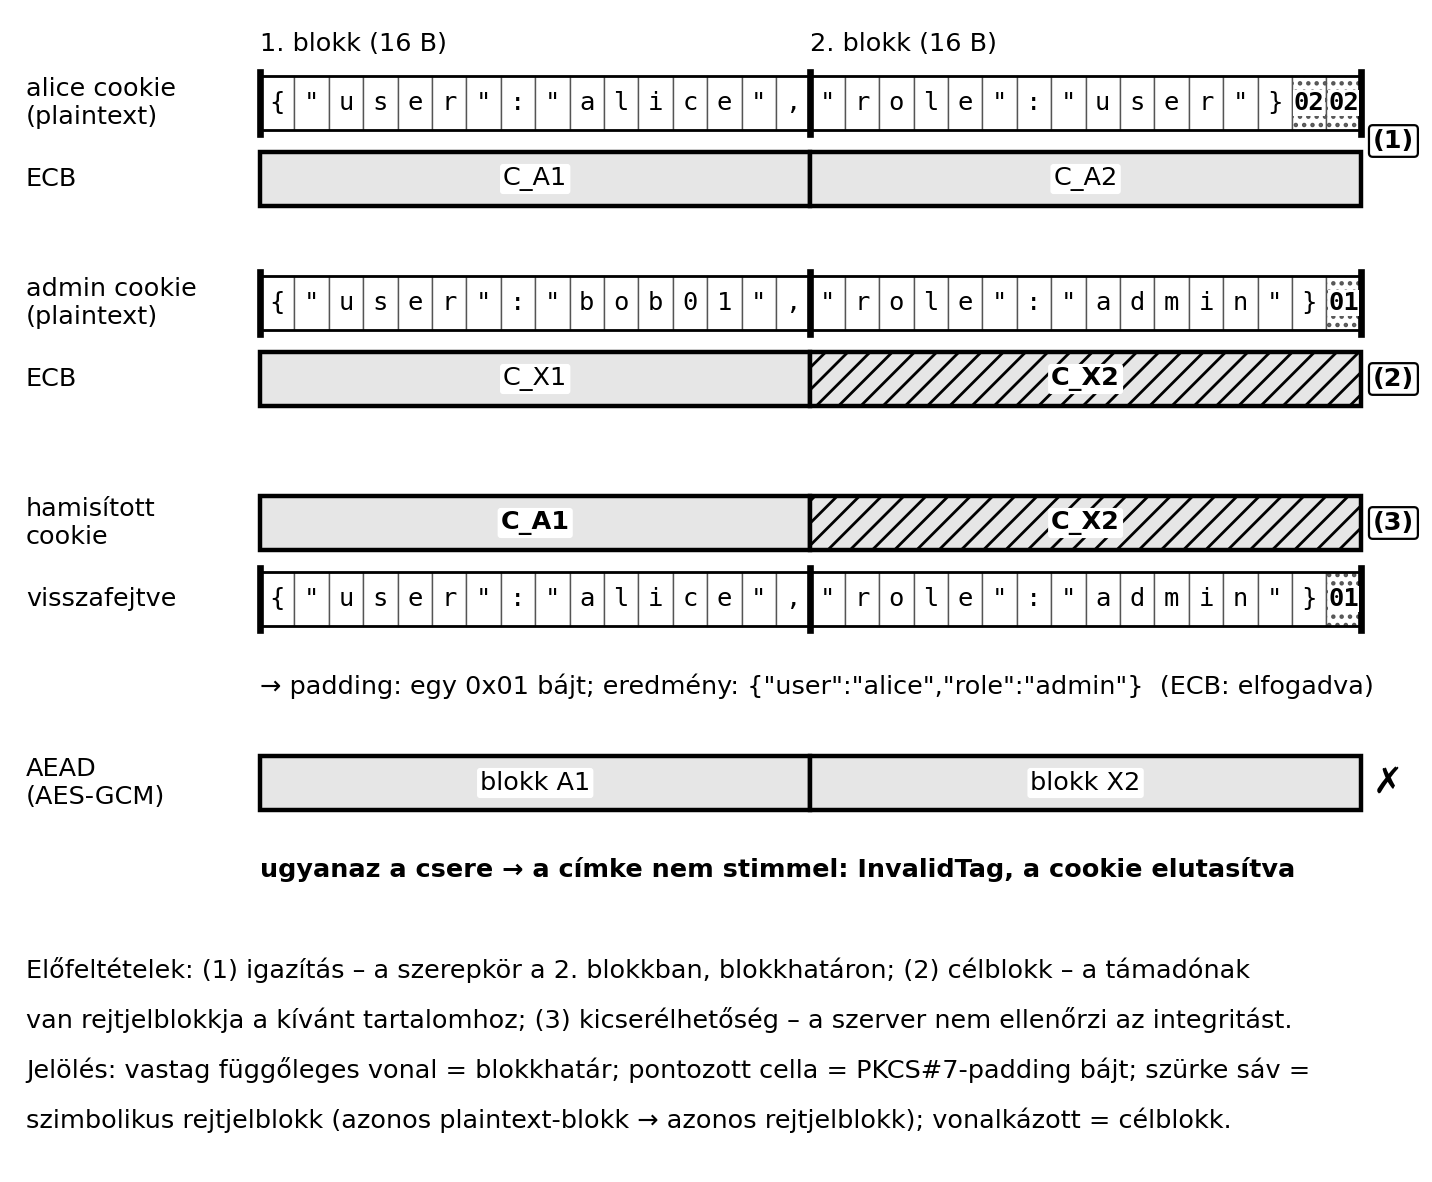 1. blokk (16 B) 2. blokk (16 B)
alice cookie
(plaintext)
{ " u s e r " : " a l i c e " , " r o l e " : " u s e r " } 02 02
(1)
ECB C_A1 C_A2
admin cookie
(plaintext)
{ " u s e r " : " b o b 0 1 " , " r o l e " : " a d m i n " } 01
ECB C_X1 C_X2 (2)
hamisított
cookie
C_A1 C_X2 (3)
visszafejtve { " u s e r " : " a l i c e " , " r o l e " : " a d m i n " } 01
→ padding: egy 0x01 bájt; eredmény: {"user":"alice","role":"admin"} (ECB: elfogadva)
AEAD
(AES-GCM)
blokk A1 blokk X2 ✗
ugyanaz a csere → a címke nem stimmel: InvalidTag, a cookie elutasítva
Előfeltételek: (1) igazítás – a szerepkör a 2. blokkban, blokkhatáron; (2) célblokk – a támadónak
van rejtjelblokkja a kívánt tartalomhoz; (3) kicserélhetőség – a szerver nem ellenőrzi az integritást.
Jelölés: vastag függőleges vonal = blokkhatár; pontozott cella = PKCS#7-padding bájt; szürke sáv =
szimbolikus rejtjelblokk (azonos plaintext-blokk → azonos rejtjelblokk); vonalkázott = célblokk.